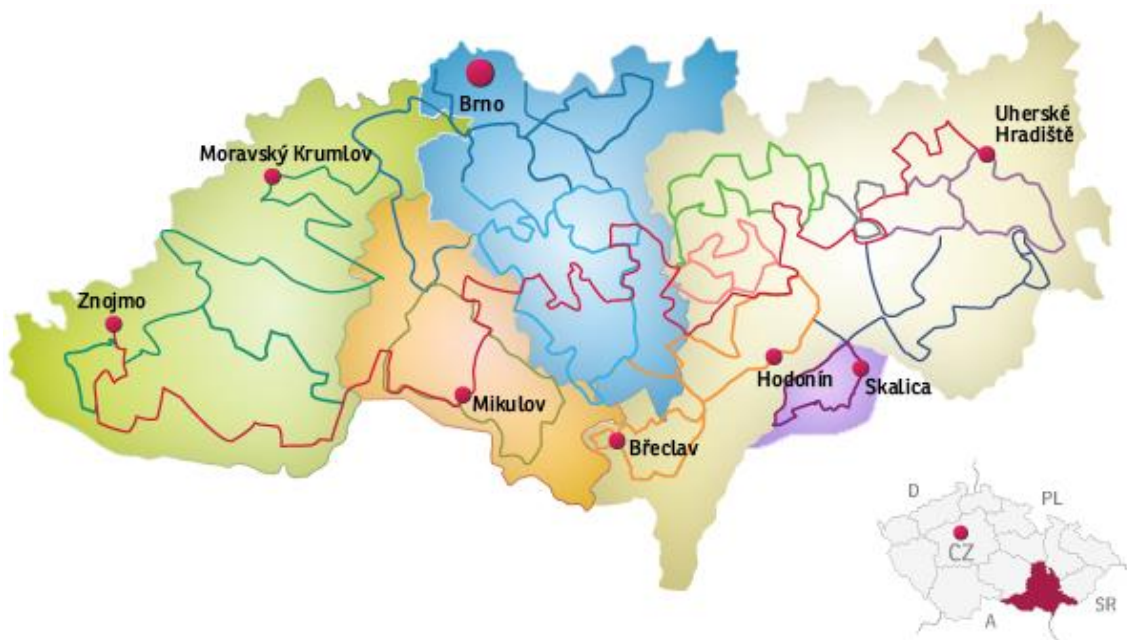 Brno
Uherské
Hradiště
Moravský Krumlov
Znojmo
Hodonín
Skalica
Mikulov
Břeclav
D
PL
CZ
SR
A